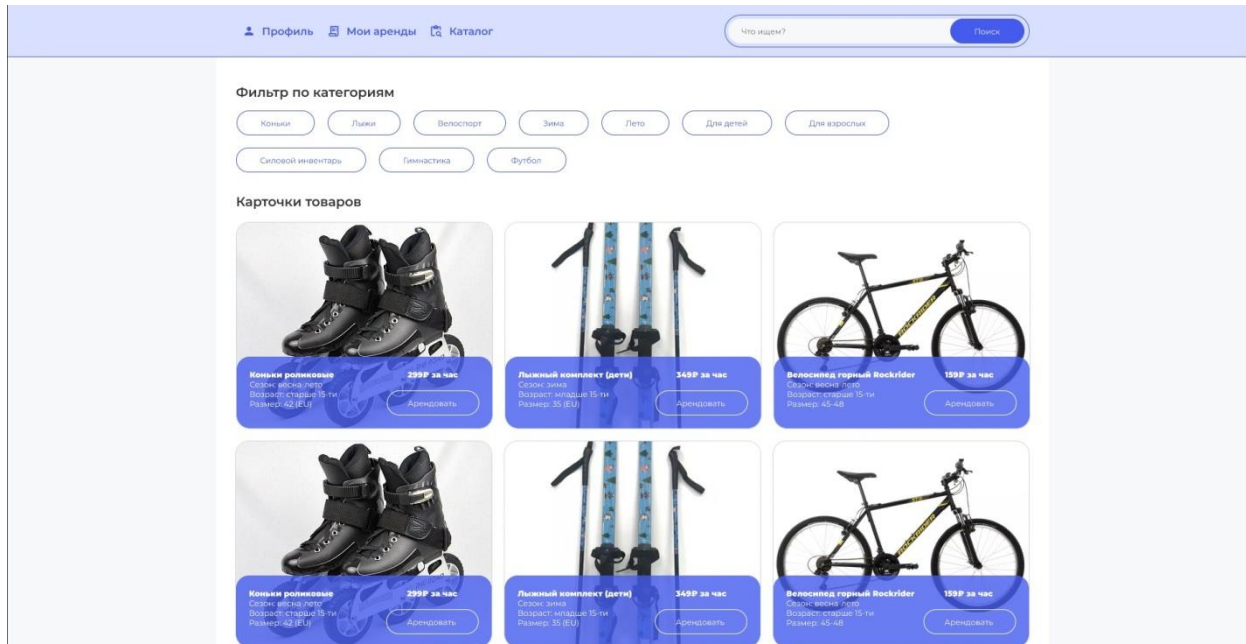 Профиль Мои аренды Каталог Что ищем? Поиск
Фильтр по категориям
Коньки Лыжи Велоспорт Зима Лето Для детей Для взрослых
Силовой инвентарь Гимнастика Футбол
Карточки товаров
ROCKRIDER
Коньки роликовые 299₽ за час
Сезон: весна лето
Возраст: старше 15-ти
Размер: 42 (EU)
Арендовать
Лыжный комплект (дети) 349₽ за час
Сезон: зима
Возраст: младше 15-ти
Размер: 35 (EU)
Арендовать
Велосипед горный Rockrider 159₽ за час
Сезон: весна лето
Возраст: старше 15-ти
Размер: 45-48
Арендовать
ROCKRIDER
Коньки роликовые 299₽ за час
Сезон: весна лето
Возраст: старше 15-ти
Размер: 42 (EU)
Арендовать
Лыжный комплект (дети) 349₽ за час
Сезон: зима
Возраст: младше 15-ти
Размер: 35 (EU)
Арендовать
Велосипед горный Rockrider 159₽ за час
Сезон: весна лето
Возраст: старше 15-ти
Размер: 45-48
Арендовать